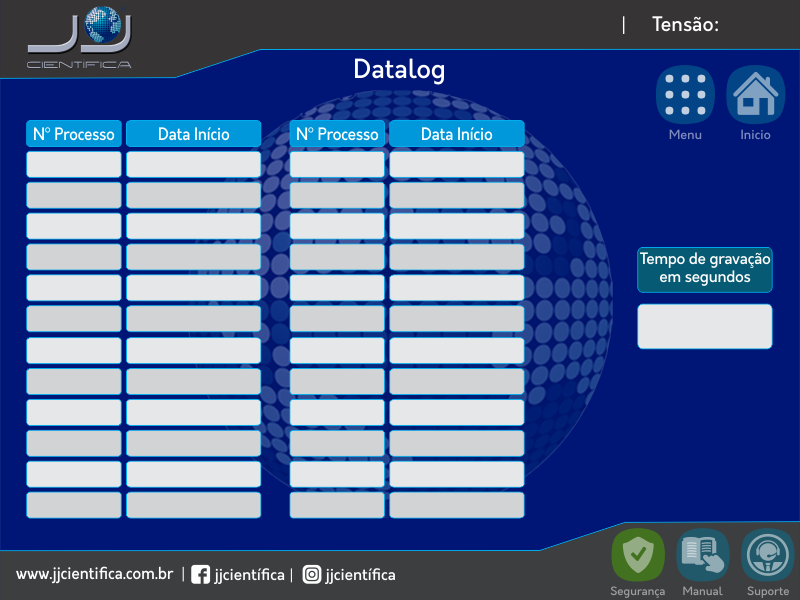 JJ
CIENTÍFICA
| Tensão:
Datalog
Menu
Inicio
Nº Processo
Data Início
Nº Processo
Data Início
Tempo de gravação
em segundos
www.jjcientifica.com.br | jjcientífica | jjcientífica
Segurança
Manual
Suporte